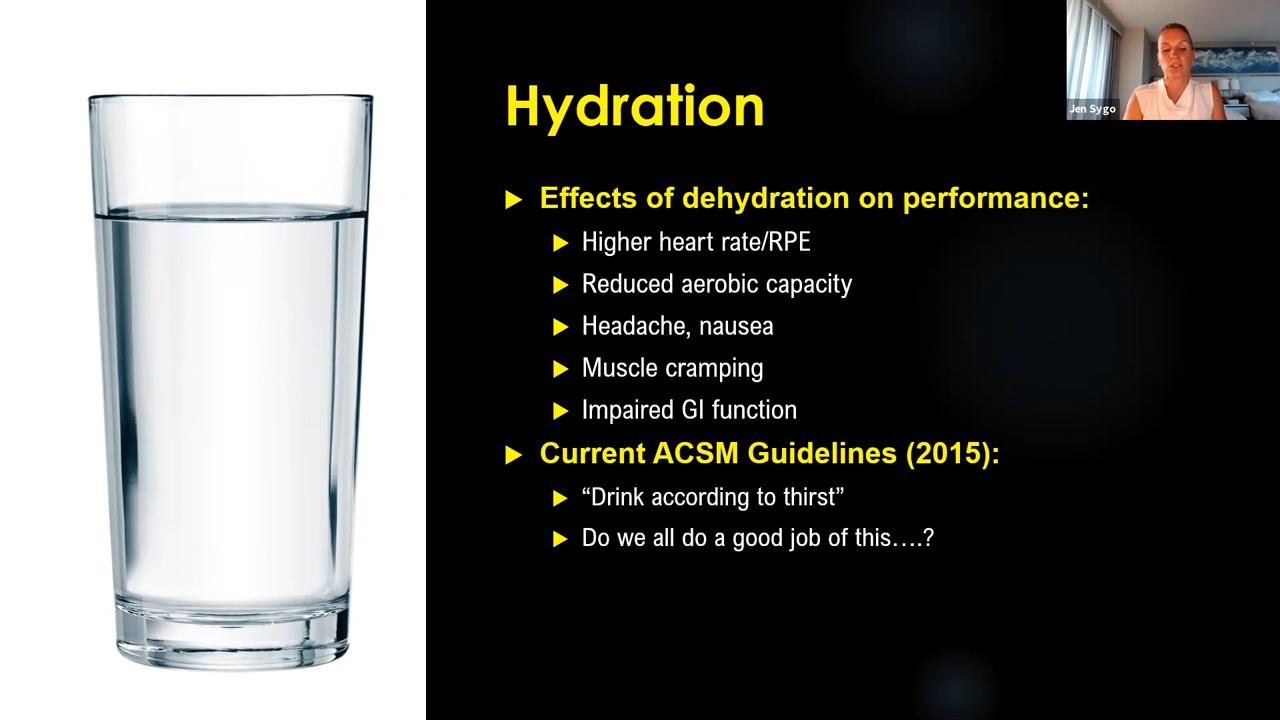 Hydration
Jen Sygo
Effects of dehydration on performance:
Higher heart rate/RPE
Reduced aerobic capacity
Headache, nausea
Muscle cramping
Impaired GI function
Current ACSM Guidelines (2015):
“Drink according to thirst”
Do we all do a good job of this….?